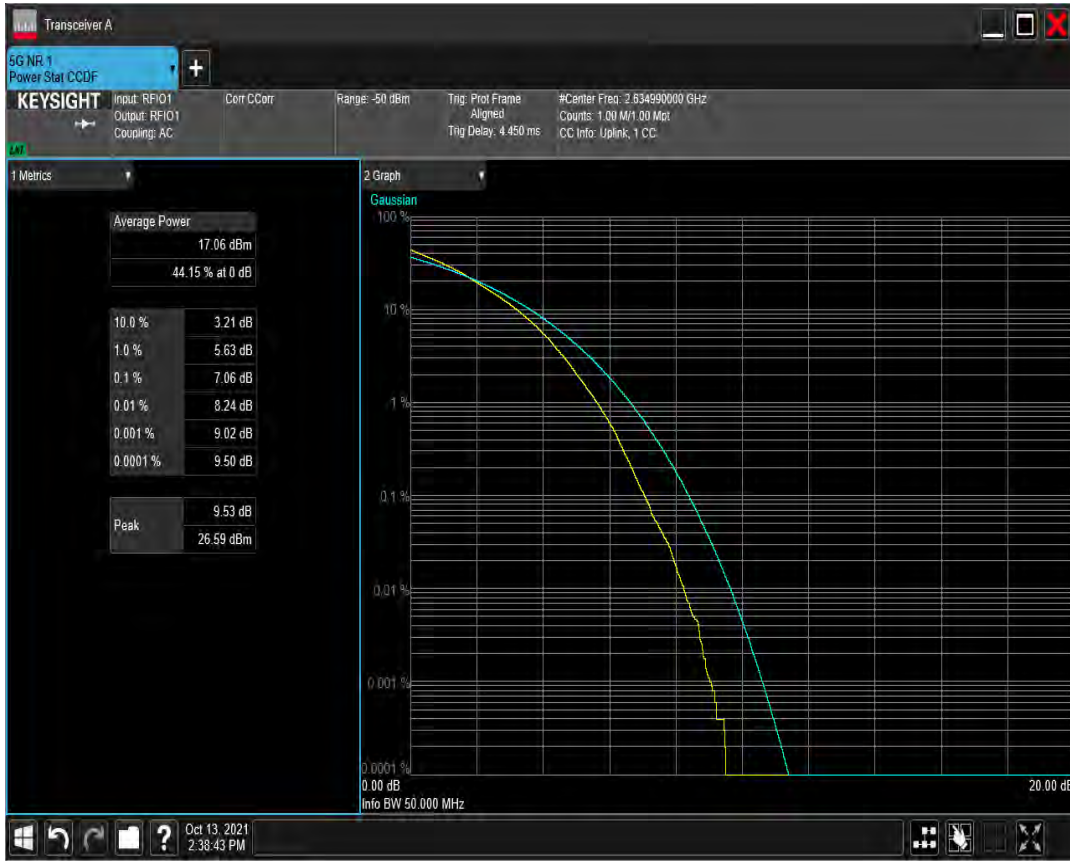 Transceiver A
5G NR 1
Power Stat CCDF
+
KEYSIGHT
Input: RFIO1
Output: RFIO1
Coupling: AC
Corr CCorr
Range: -50 dBm
Trig: Prot Frame
Aligned
Trig Delay: 4.450 ms
#Center Freq: 2.634990000 GHz
Counts: 1.00 M/1.00 Mpt
CC Info: Uplink, 1 CC
LNT
1 Metrics
Average Power
17.06 dBm
44.15 % at 0 dB
10.0 % 3.21 dB
1.0 % 5.63 dB
0.1 % 7.06 dB
0.01 % 8.24 dB
0.001 % 9.02 dB
0.0001 % 9.50 dB
Peak 9.53 dB
26.59 dBm
2 Graph
Gaussian
100 %
10 %
1 %
0.1 %
0.01 %
0.001 %
0.0001 %
0.00 dB 20.00 dB
Info BW 50.000 MHz
?
Oct 13, 2021
2:38:43 PM